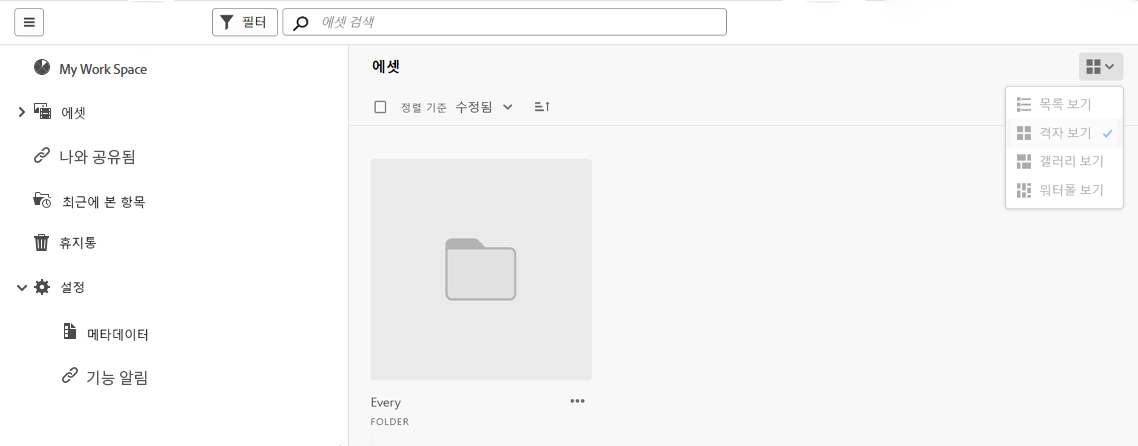 필터
에셋 검색
My Work Space
에셋
나와 공유됨
최근에 본 항목
휴지통
설정
메타데이터
기능 알림
에셋
정렬 기준 수정됨
목록 보기
격자 보기
갤러리 보기
워터폴 보기
Every
FOLDER